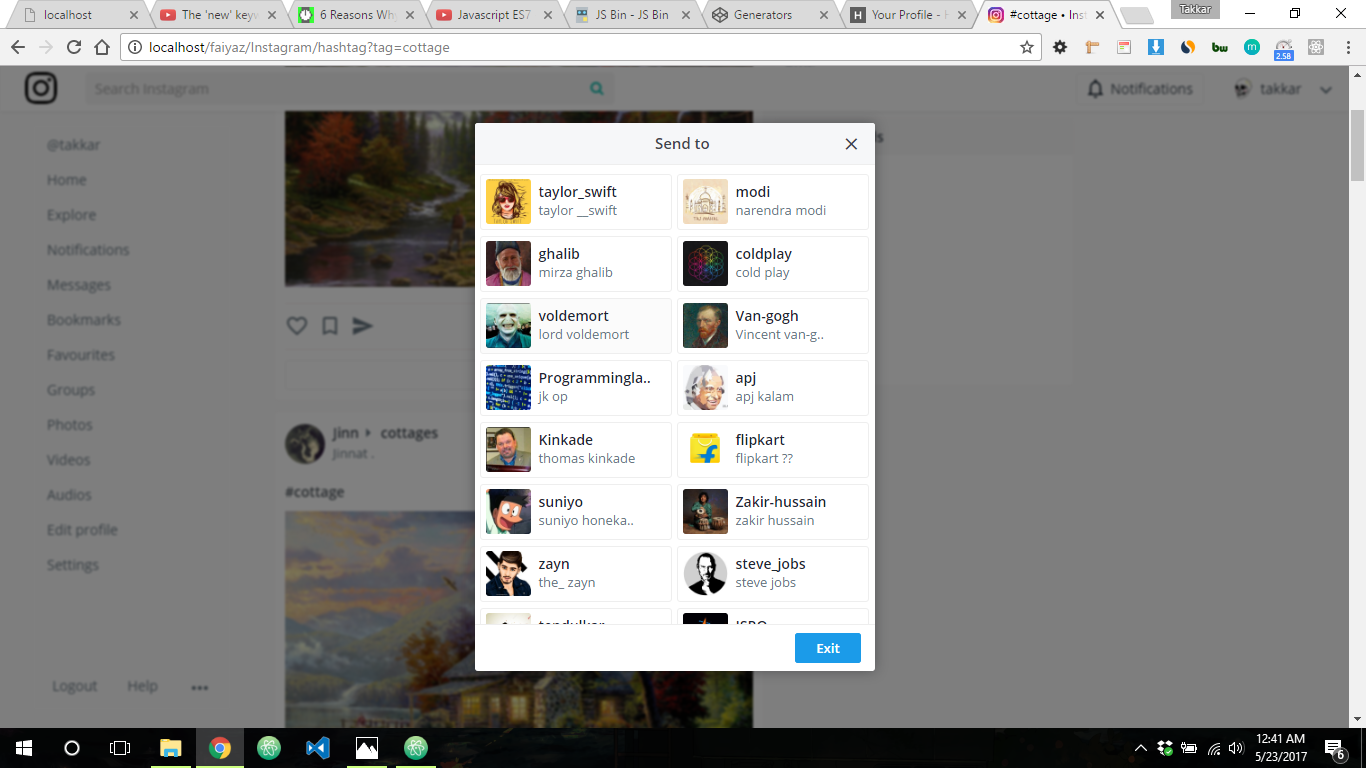 localhost
The 'new' keyw
6 Reasons Why
Javascript ES7
JS Bin - JS Bin
Generators
Your Profile - H
#cottage • Inst
Takkar
localhost/faiyaz/Instagram/hashtag?tag=cottage
bw
m
2.58
Search Instagram
Notifications
takkar
@takkar
Home
Explore
Notifications
Messages
Bookmarks
Favourites
Groups
Photos
Videos
Audios
Edit profile
Settings
Logout
Help
Jinn
cottages
Jinnat .
#cottage
Send to
taylor_swift
taylor __swift
modi
narendra modi
ghalib
mirza ghalib
coldplay
cold play
voldemort
lord voldemort
Van-gogh
Vincent van-g..
Programmingla..
jk op
apj
apj kalam
Kinkade
thomas kinkade
flipkart
flipkart ??
suniyo
suniyo honeka..
Zakir-hussain
zakir hussain
zayn
the_ zayn
steve_jobs
steve jobs
tendulkar
ISRO
Exit
12:41 AM
5/23/2017
6